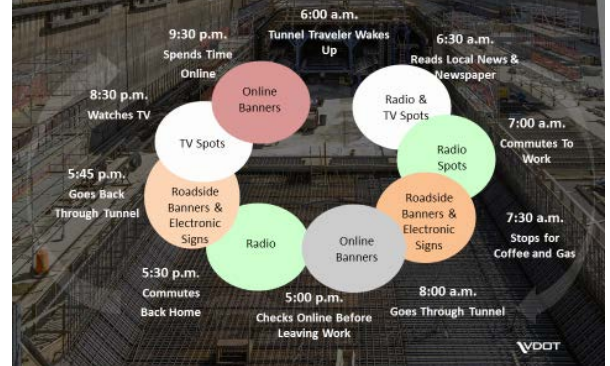 6:00 a.m.
Tunnel Traveler Wakes
Up
6:30 a.m.
Reads Local News &
Newspaper
7:00 a.m.
Commutes To
Work
7:30 a.m.
Stops for
Coffee and Gas
8:00 a.m.
Goes Through Tunnel
5:00 p.m.
Checks Online Before
Leaving Work
5:30 p.m.
Commutes
Back Home
5:45 p.m.
Goes Back
Through Tunnel
8:30 p.m.
Watches TV
9:30 p.m.
Spends Time
Online
Radio &
TV Spots
Radio
Spots
Roadside
Banners &
Electronic
Signs
Online
Banners
Radio
Roadside
Banners &
Electronic
Signs
TV Spots
Online
Banners
VDOT